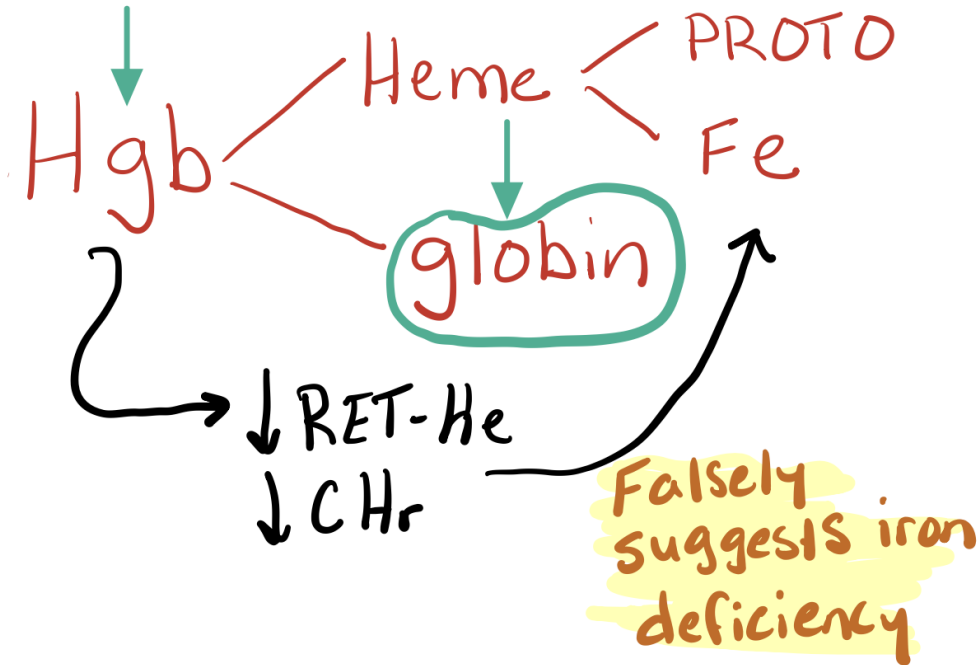 Hgb
Heme
PROTO
Fe
globin
↓ RET-He
↓ CHr
Falsely
suggests iron
deficiency